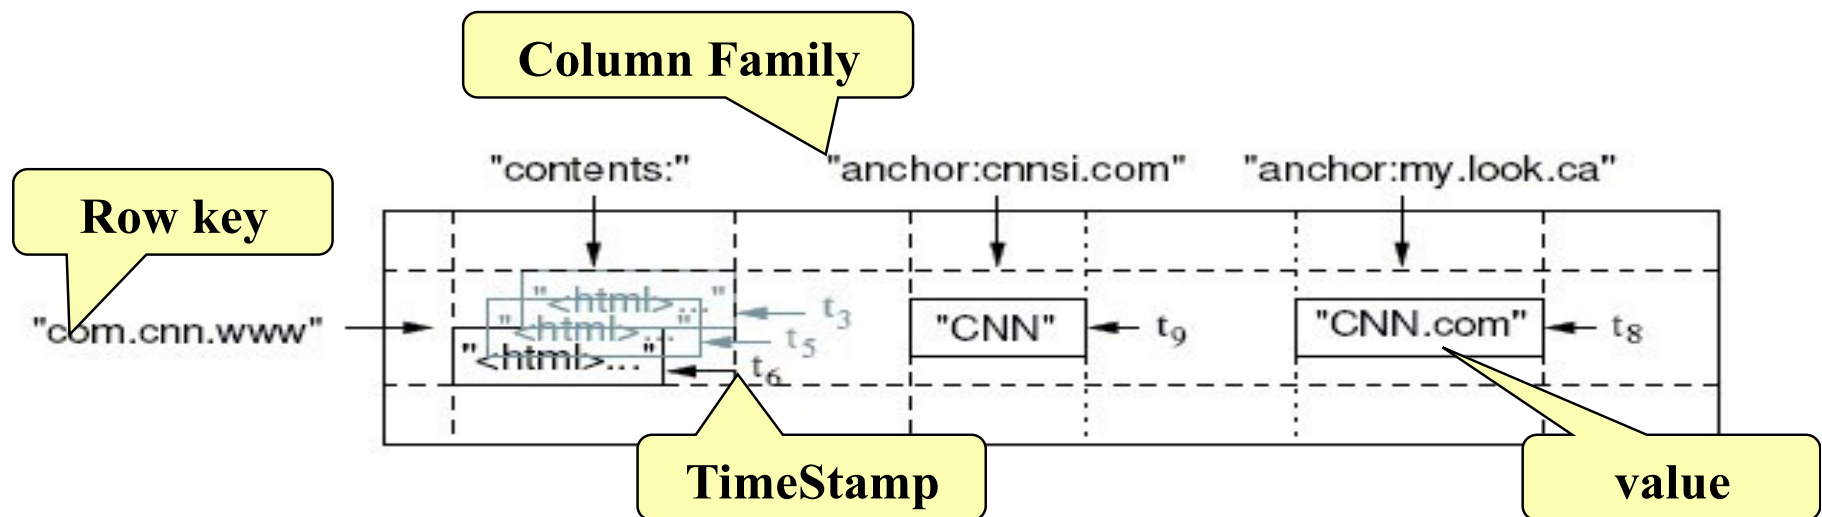 Column Family
"contents:" "anchor:cnnsi.com" "anchor:my.look.ca"
Row key
"<html>..." t3
"com.cnn.www" "<html>..." t5 "CNN" t9 "CNN.com" t8
"<html>..." t6
TimeStamp value